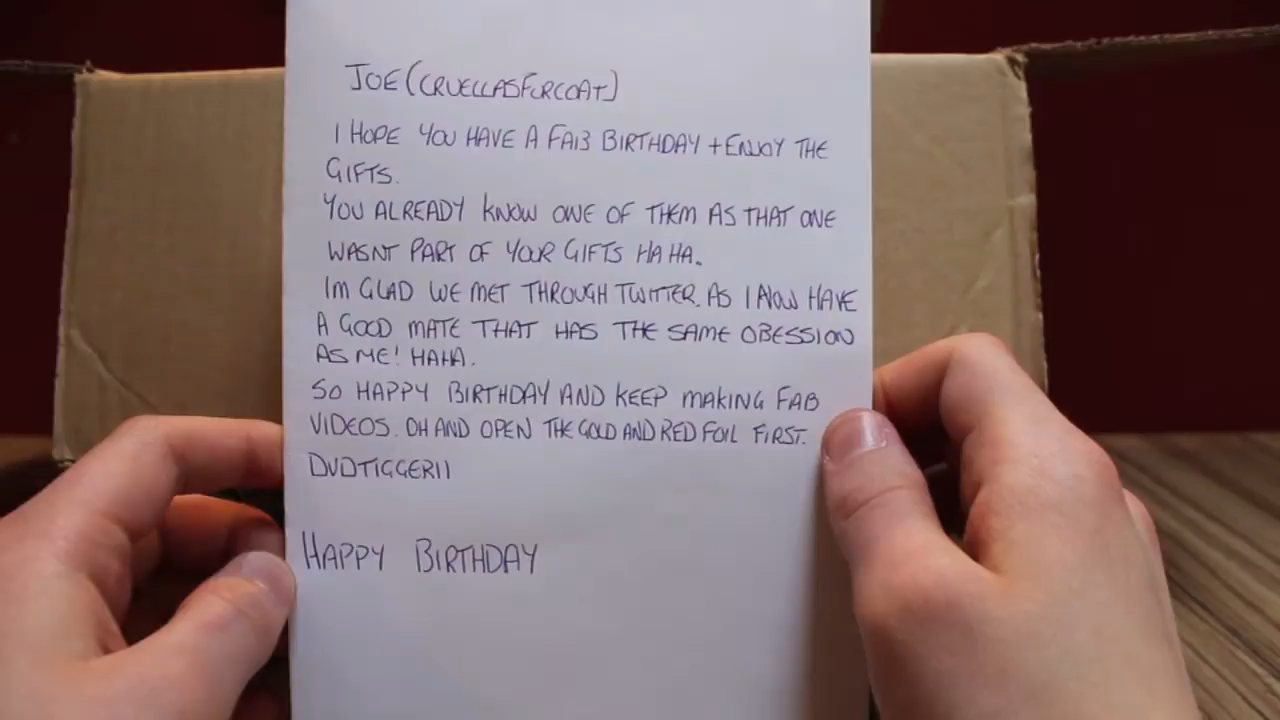 JOE (CRUELLASFURCOAT)
I HOPE YOU HAVE A FAB BIRTHDAY + ENJOY THE
GIFTS.
YOU ALREADY KNOW ONE OF THEM AS THAT ONE
WASNT PART OF YOUR GIFTS HA HA.
IM GLAD WE MET THROUGH TWITTER. AS I NOW HAVE
A GOOD MATE THAT HAS THE SAME OBESSION
AS ME! HAHA.
SO HAPPY BIRTHDAY AND KEEP MAKING FAB
VIDEOS. OH AND OPEN THE GOLD AND RED FOIL FIRST.
DVDTIGGER11
HAPPY BIRTHDAY